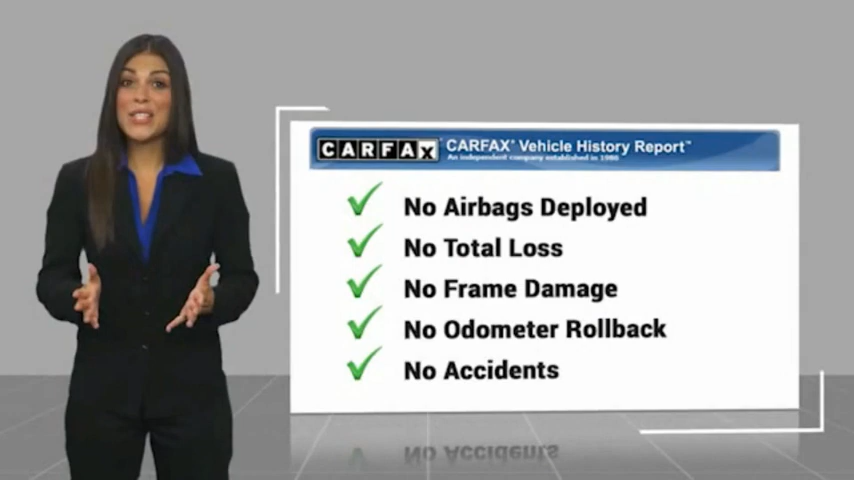 CARFAX CARFAX® Vehicle History Report™
An independent company established in 1986
No Airbags Deployed
No Total Loss
No Frame Damage
No Odometer Rollback
No Accidents
No Accidents